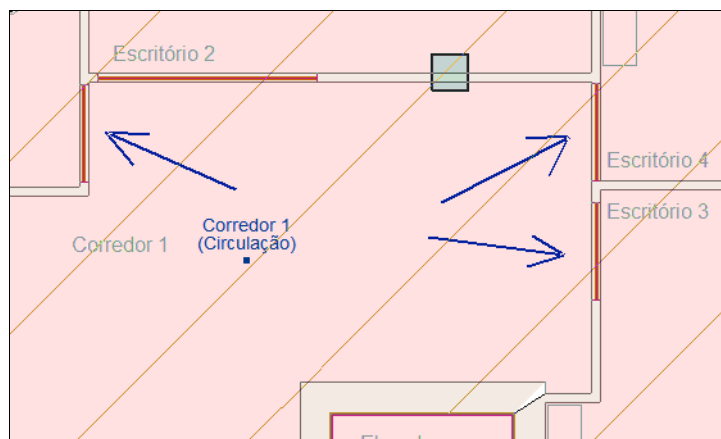 Escritório 2
Escritório 4
Escritório 3
Corredor 1
(Circulação)
Corredor 1